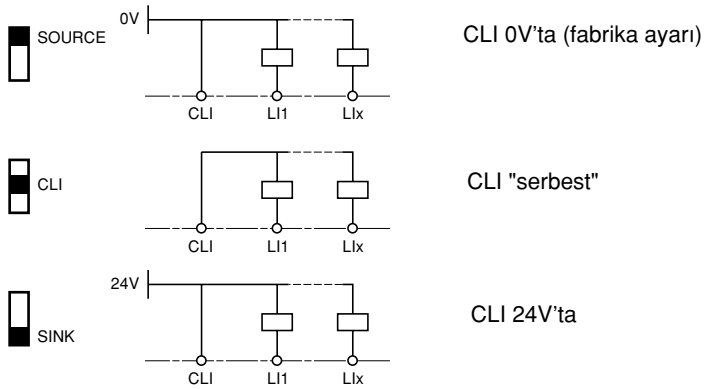 0V
SOURCE
CLI 0V'ta (fabrika ayarı)
CLI LI1 LIx
CLI
CLI "serbest"
CLI LI1 LIx
24V
SINK
CLI 24V'ta
CLI LI1 LIx